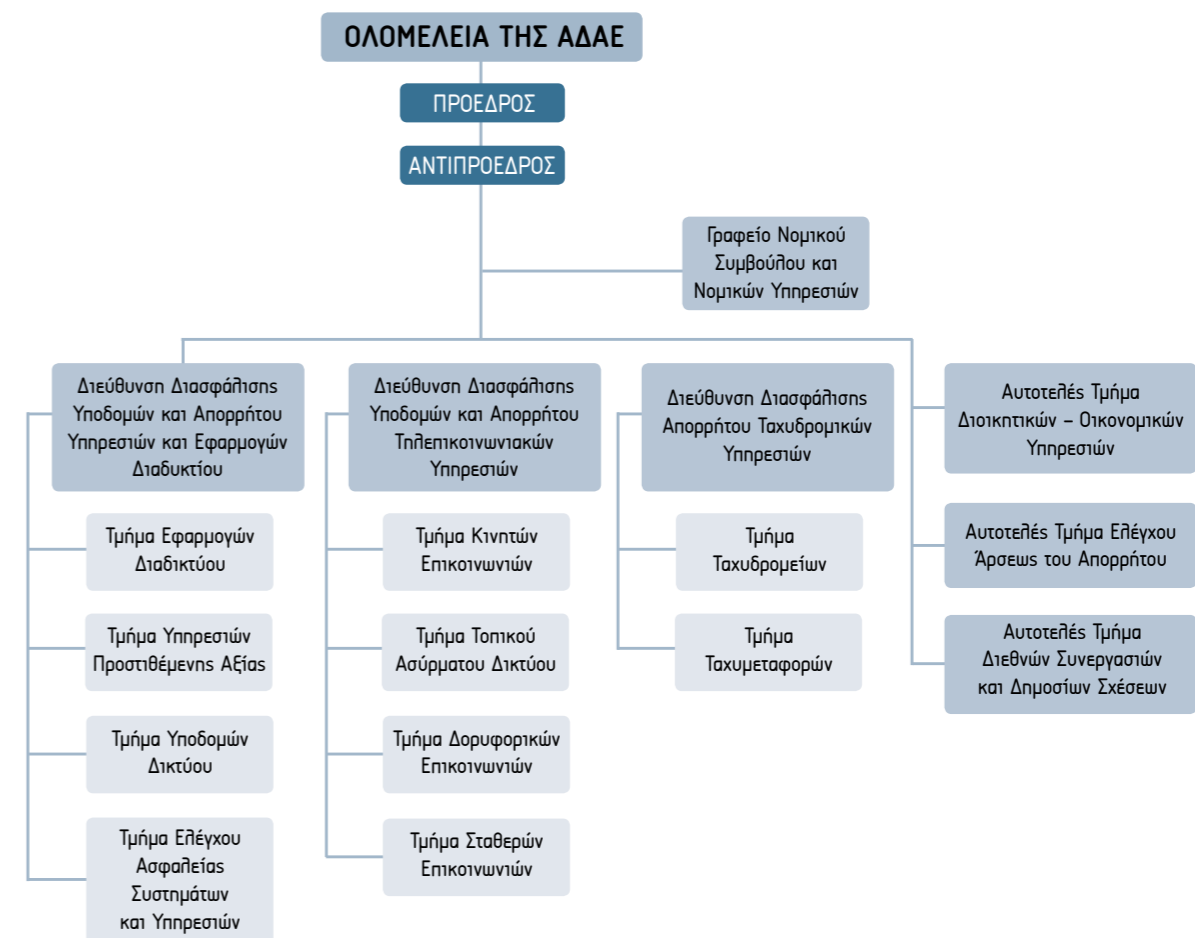 ΟΛΟΜΕΛΕΙΑ ΤΗΣ ΑΔΑΕ
ΠΡΟΕΔΡΟΣ
ΑΝΤΙΠΡΟΕΔΡΟΣ
Γραφείο Νομικού
Συμβούλου και
Νομικών Υπηρεσιών
Διεύθυνση Διασφάλισης
Υποδομών και Απορρήτου
Υπηρεσιών και Εφαρμογών
Διαδυκτίου
Τμήμα Εφαρμογών
Διαδικτύου
Τμήμα Υπηρεσιών
Προστιθέμενης Αξίας
Τμήμα Υποδομών
Δικτύου
Τμήμα Ελέγχου
Ασφαλείας
Συστημάτων
και Υπηρεσιών
Διεύθυνση Διασφάλισης
Υποδομών και Απορρήτου
Τηλεπικοινωνιακών
Υπηρεσιών
Τμήμα Κινητών
Επικοινωνιών
Τμήμα Τοπικού
Ασύρματου Δικτύου
Τμήμα Δορυφορικών
Επικοινωνιών
Τμήμα Σταθερών
Επικοινωνιών
Διεύθυνση Διασφάλισης
Απορρήτου Ταχυδρομικών
Υπηρεσιών
Τμήμα
Ταχυδρομείων
Τμήμα
Ταχυμεταφορών
Αυτοτελές Τμήμα
Διοικητικών – Οικονομικών
Υπηρεσιών
Αυτοτελές Τμήμα Ελέγχου
Άρσεως του Απορρήτου
Αυτοτελές Τμήμα
Διεθνών Συνεργασιών
και Δημοσίων Σχέσεων